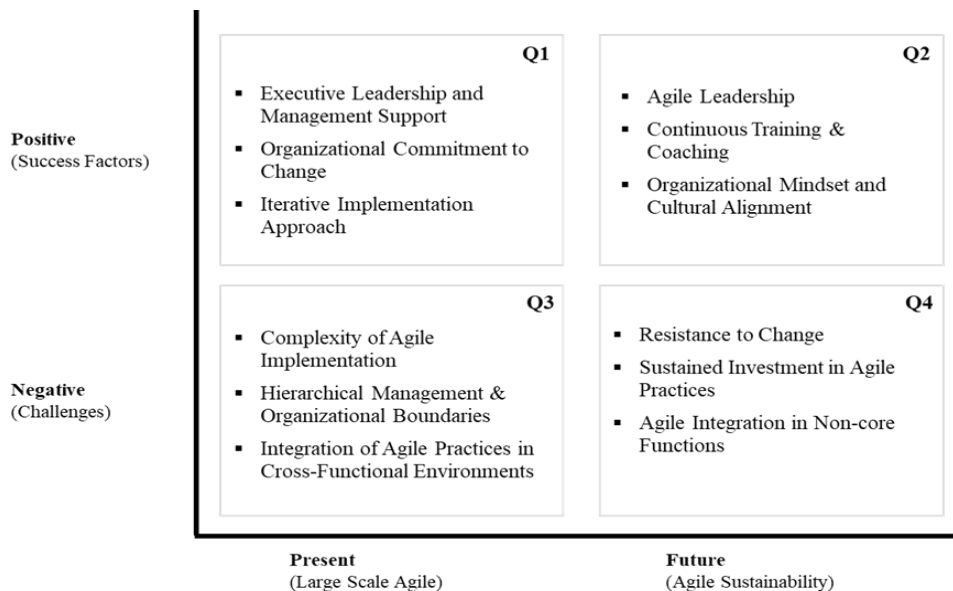 Q1
▪ Executive Leadership and
Management Support
▪ Organizational Commitment to
Change
▪ Iterative Implementation
Approach
Q2
▪ Agile Leadership
▪ Continuous Training &
Coaching
▪ Organizational Mindset and
Cultural Alignment
Positive
(Success Factors)
Q3
▪ Complexity of Agile
Implementation
▪ Hierarchical Management &
Organizational Boundaries
▪ Integration of Agile Practices in
Cross-Functional Environments
Q4
▪ Resistance to Change
▪ Sustained Investment in Agile
Practices
▪ Agile Integration in Non-core
Functions
Negative
(Challenges)
Present
(Large Scale Agile)
Future
(Agile Sustainability)